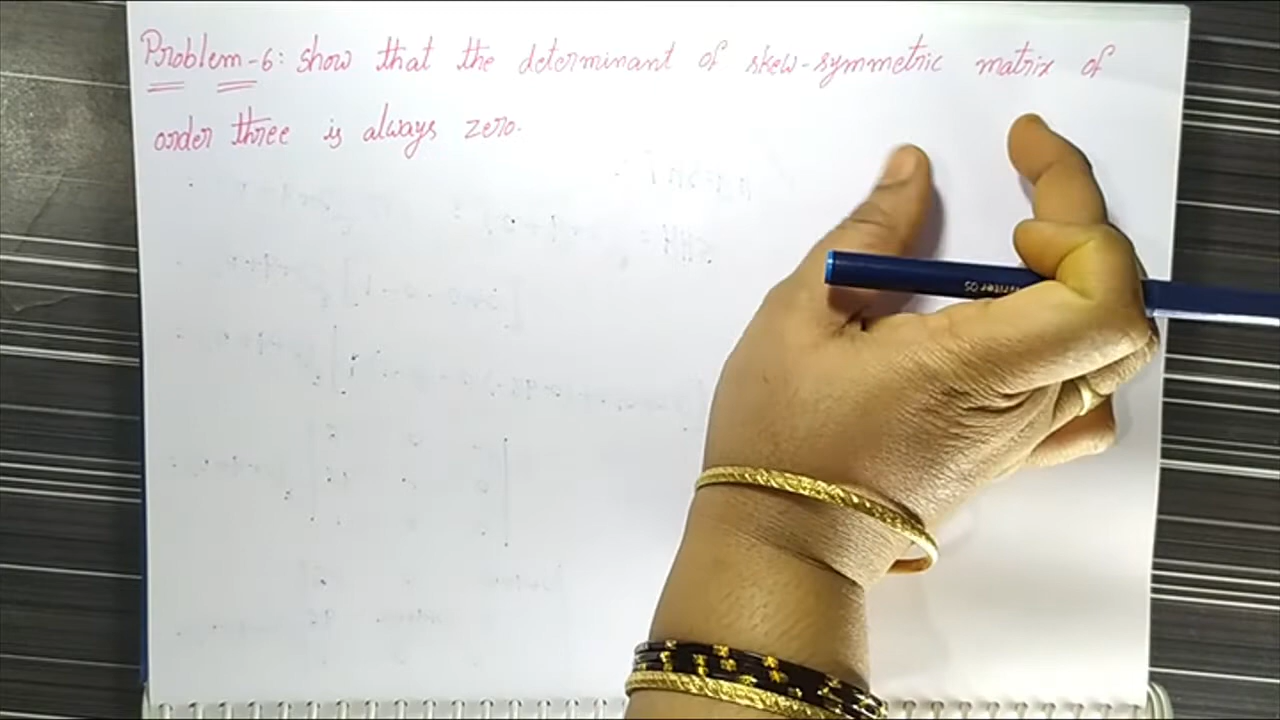 Problem-6: show that the determinant of skew-symmetric matrix of
order three is always zero.